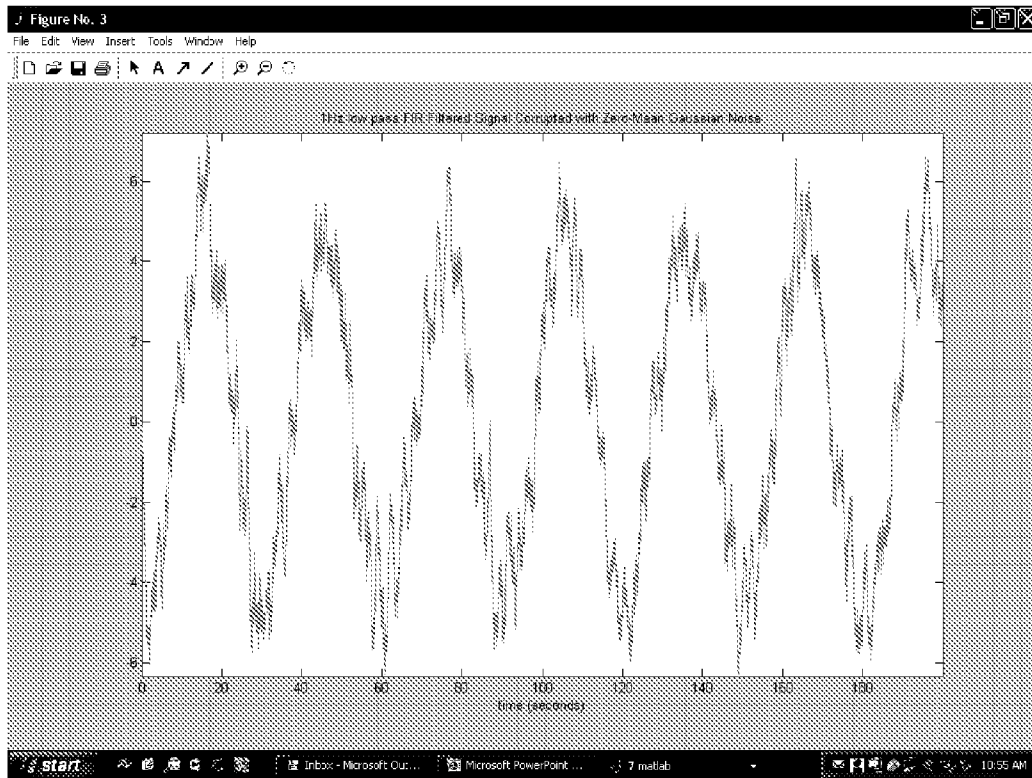 Figure No. 3
File Edit View Insert Tools Window Help
1Hz low pass FIR Filtered Signal Corrupted with Zero-Mean Gaussian Noise
6
4
2
0
-2
-4
-6
0 20 40 60 80 100 120 140 160 180
time (seconds)
start Inbox - Microsoft Out... Microsoft PowerPoint ... 7 matlab 10:55 AM